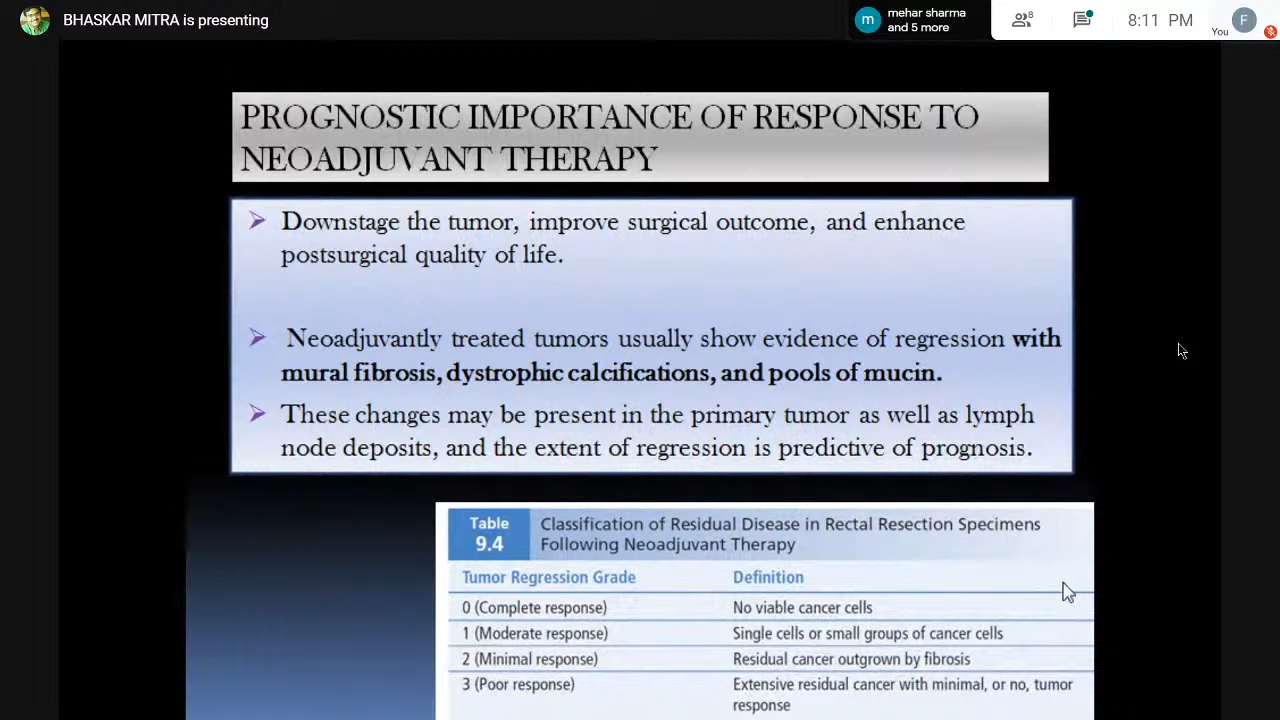 BHASKAR MITRA is presenting
m
mehar sharma
and 5 more
8
8:11 PM
You
F
PROGNOSTIC IMPORTANCE OF RESPONSE TO
NEOADJUVANT THERAPY
Downstage the tumor, improve surgical outcome, and enhance
postsurgical quality of life.
Neoadjuvantly treated tumors usually show evidence of regression with
mural fibrosis, dystrophic calcifications, and pools of mucin.
These changes may be present in the primary tumor as well as lymph
node deposits, and the extent of regression is predictive of prognosis.
Table
9.4
Classification of Residual Disease in Rectal Resection Specimens
Following Neoadjuvant Therapy
Tumor Regression Grade Definition
0 (Complete response) No viable cancer cells
1 (Moderate response) Single cells or small groups of cancer cells
2 (Minimal response) Residual cancer outgrown by fibrosis
3 (Poor response) Extensive residual cancer with minimal, or no, tumor
response